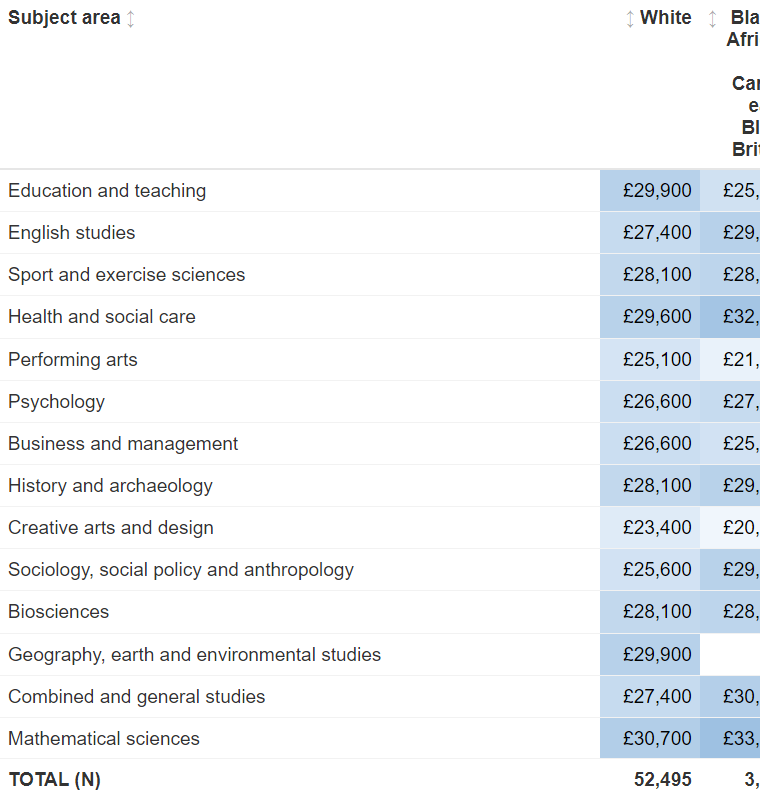 Subject area White Bla
Afri
Car
e
Bl
Brit
Education and teaching £29,900 £25,
English studies £27,400 £29,
Sport and exercise sciences £28,100 £28,
Health and social care £29,600 £32,
Performing arts £25,100 £21,
Psychology £26,600 £27,
Business and management £26,600 £25,
History and archaeology £28,100 £29,
Creative arts and design £23,400 £20,
Sociology, social policy and anthropology £25,600 £29,
Biosciences £28,100 £28,
Geography, earth and environmental studies £29,900
Combined and general studies £27,400 £30,
Mathematical sciences £30,700 £33,
TOTAL (N) 52,495 3,